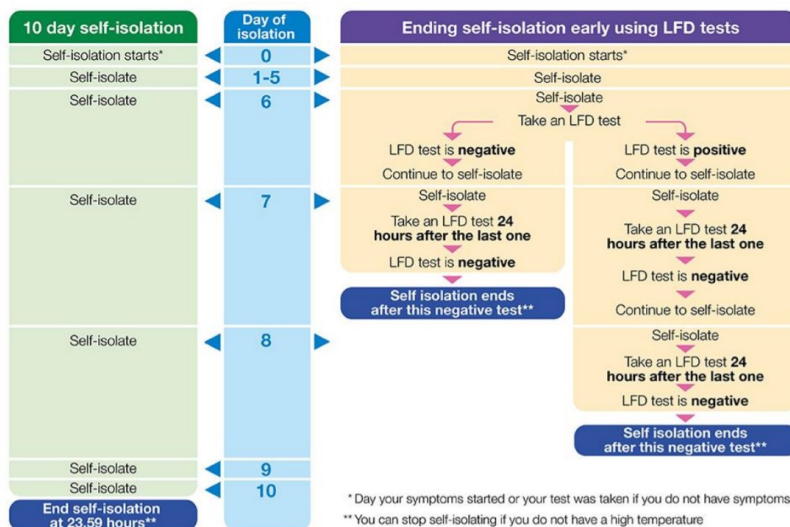 10 day self-isolation
Day of
isolation
Ending self-isolation early using LFD tests
Self-isolation starts*
0
Self-isolation starts*
Self-isolate
1-5
Self-isolate
Self-isolate
6
Self-isolate
Take an LFD test
LFD test is negative
LFD test is positive
Continue to self-isolate
Continue to self-isolate
Self-isolate
7
Self-isolate
Take an LFD test 24
hours after the last one
LFD test is negative
Self isolation ends
after this negative test**
Self-isolate
Take an LFD test 24
hours after the last one
LFD test is negative
Continue to self-isolate
Self-isolate
8
Self-isolate
Take an LFD test 24
hours after the last one
LFD test is negative
Self isolation ends
after this negative test**
Self-isolate
9
Self-isolate
10
End self-isolation
at 23.59 hours**
* Day your symptoms started or your test was taken if you do not have symptoms
** You can stop self-isolating if you do not have a high temperature